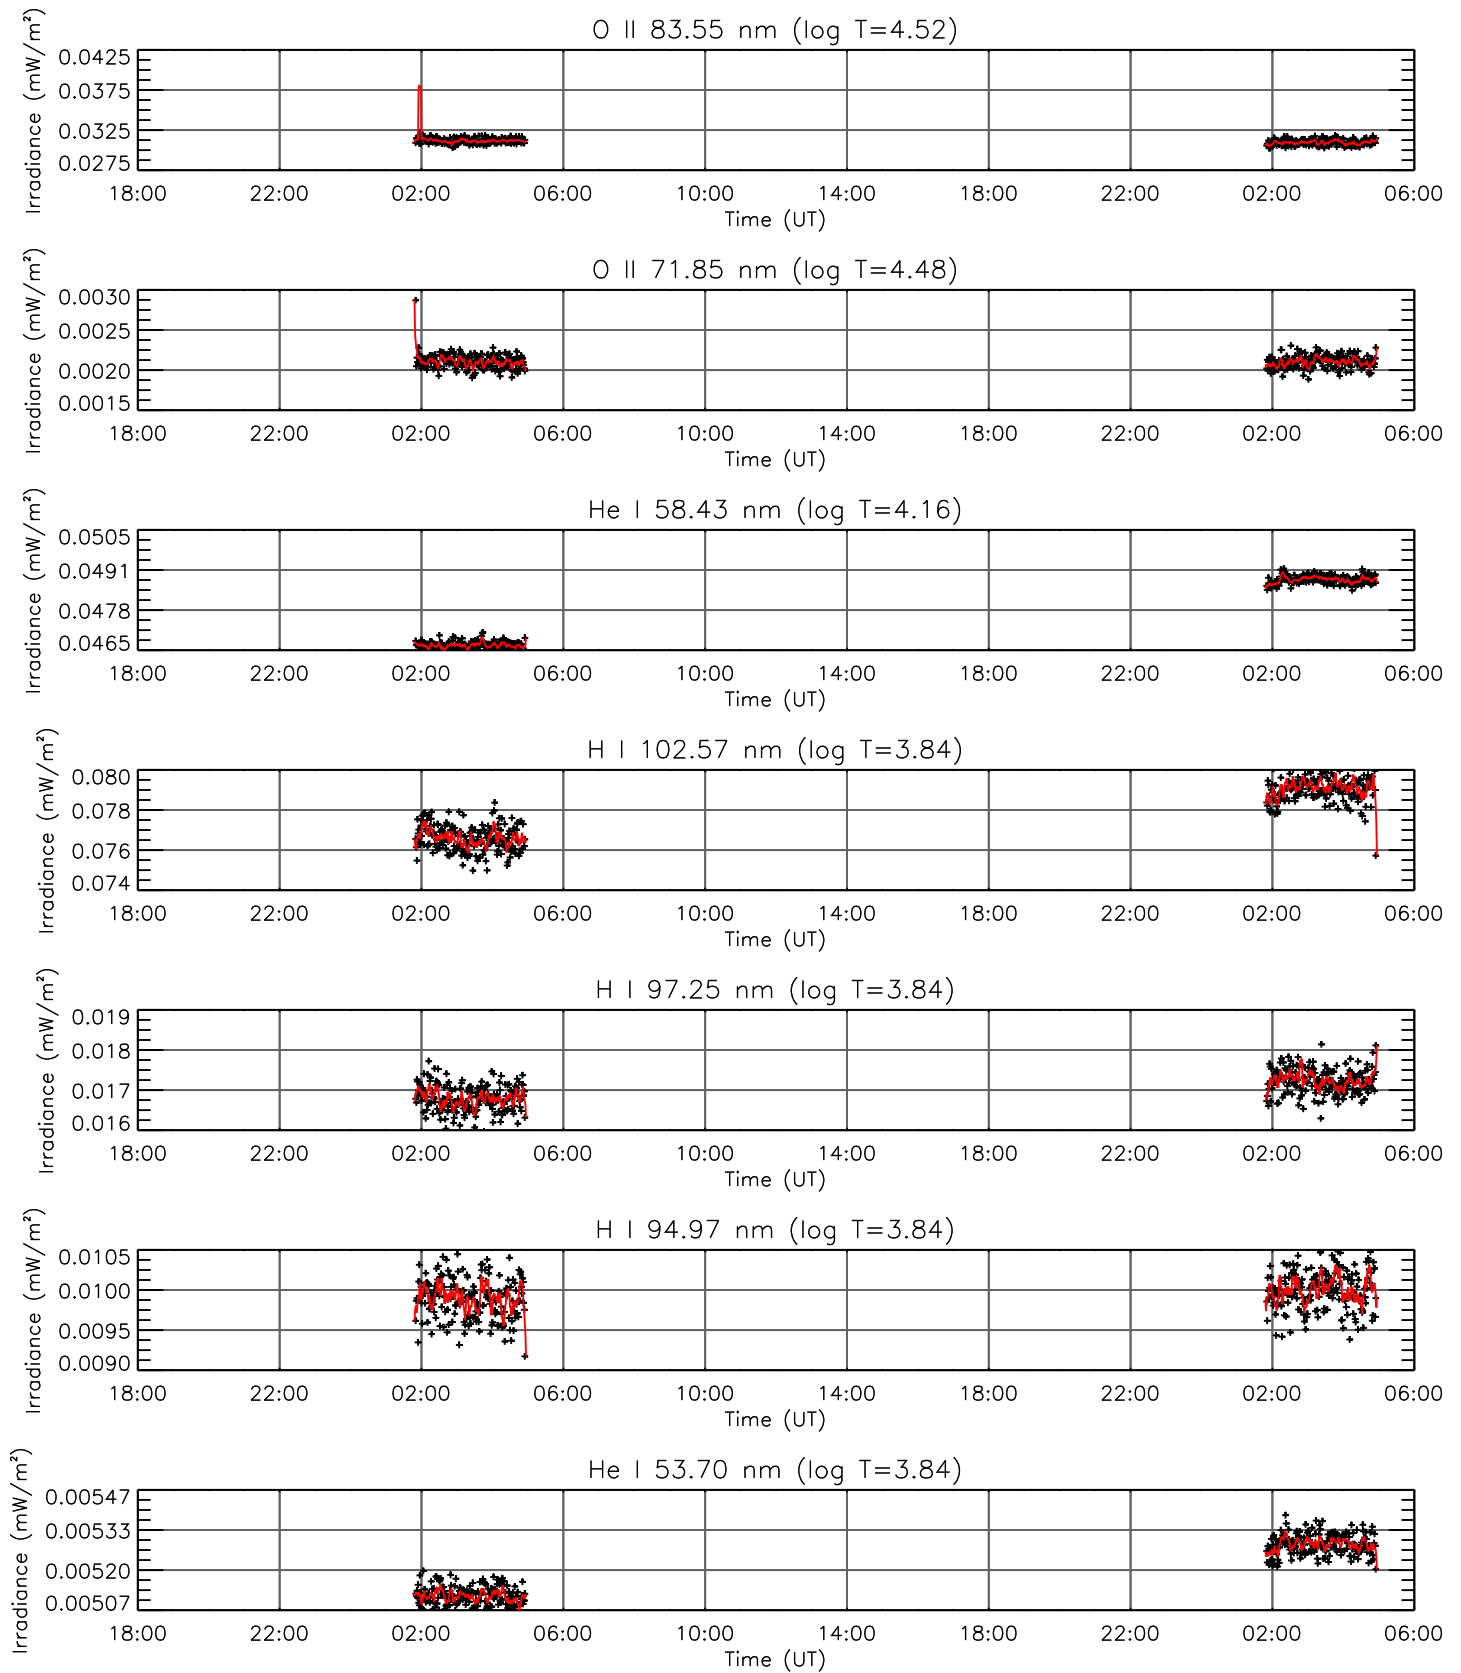 O II 83.55 nm (log T=4.52)
Irradiance (mW/m²)
0.0425
0.0375
0.0325
0.0275
18:00 22:00 02:00 06:00 10:00 14:00 18:00 22:00 02:00 06:00
Time (UT)
O II 71.85 nm (log T=4.48)
Irradiance (mW/m²)
0.0030
0.0025
0.0020
0.0015
18:00 22:00 02:00 06:00 10:00 14:00 18:00 22:00 02:00 06:00
Time (UT)
He I 58.43 nm (log T=4.16)
Irradiance (mW/m²)
0.0505
0.0491
0.0478
0.0465
18:00 22:00 02:00 06:00 10:00 14:00 18:00 22:00 02:00 06:00
Time (UT)
H I 102.57 nm (log T=3.84)
Irradiance (mW/m²)
0.080
0.078
0.076
0.074
18:00 22:00 02:00 06:00 10:00 14:00 18:00 22:00 02:00 06:00
Time (UT)
H I 97.25 nm (log T=3.84)
Irradiance (mW/m²)
0.019
0.018
0.017
0.016
18:00 22:00 02:00 06:00 10:00 14:00 18:00 22:00 02:00 06:00
Time (UT)
H I 94.97 nm (log T=3.84)
Irradiance (mW/m²)
0.0105
0.0100
0.0095
0.0090
18:00 22:00 02:00 06:00 10:00 14:00 18:00 22:00 02:00 06:00
Time (UT)
He I 53.70 nm (log T=3.84)
Irradiance (mW/m²)
0.00547
0.00533
0.00520
0.00507
18:00 22:00 02:00 06:00 10:00 14:00 18:00 22:00 02:00 06:00
Time (UT)